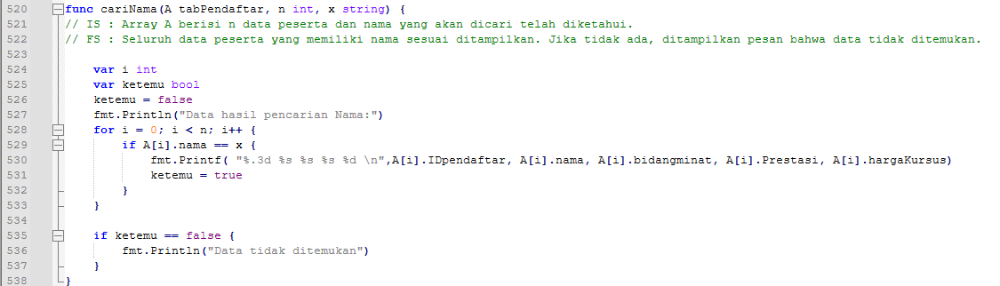 520 func cariNama(A tabPendaftar, n int, x string) {
521 // IS : Array A berisi n data peserta dan nama yang akan dicari telah diketahui.
522 // FS : Seluruh data peserta yang memiliki nama sesuai ditampilkan. Jika tidak ada, ditampilkan pesan bahwa data tidak ditemukan.
523
524     var i int
525     var ketemu bool
526     ketemu = false
527     fmt.Println("Data hasil pencarian Nama:")
528     for i = 0; i < n; i++ {
529         if A[i].nama == x {
530             fmt.Printf( "%.3d %s %s %s %d \n",A[i].IDpendaftar, A[i].nama, A[i].bidangminat, A[i].Prestasi, A[i].hargaKursus)
531             ketemu = true
532         }
533     }
534
535     if ketemu == false {
536         fmt.Println("Data tidak ditemukan")
537     }
538 }